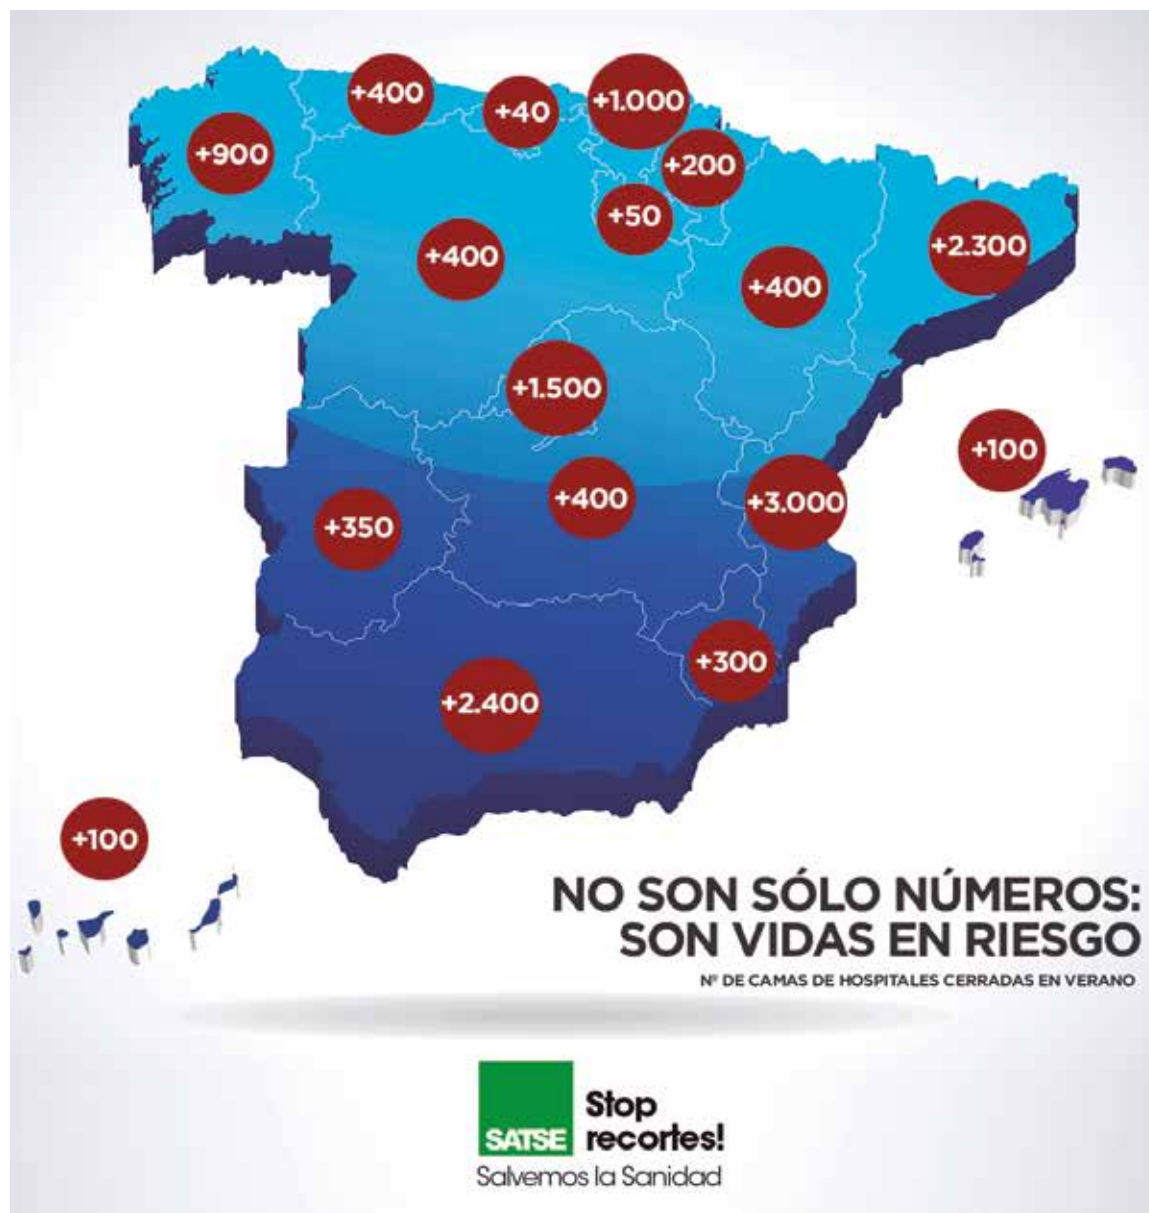 +400
+40
+1.000
+900
+200
+50
+400
+2.300
+400
+1.500
+100
+400
+3.000
+350
+300
+2.400
+100
NO SON SÓLO NÚMEROS:
SON VIDAS EN RIESGO
Nº DE CAMAS DE HOSPITALES CERRADAS EN VERANO
SATSE
Stop
recortes!
Salvemos la Sanidad